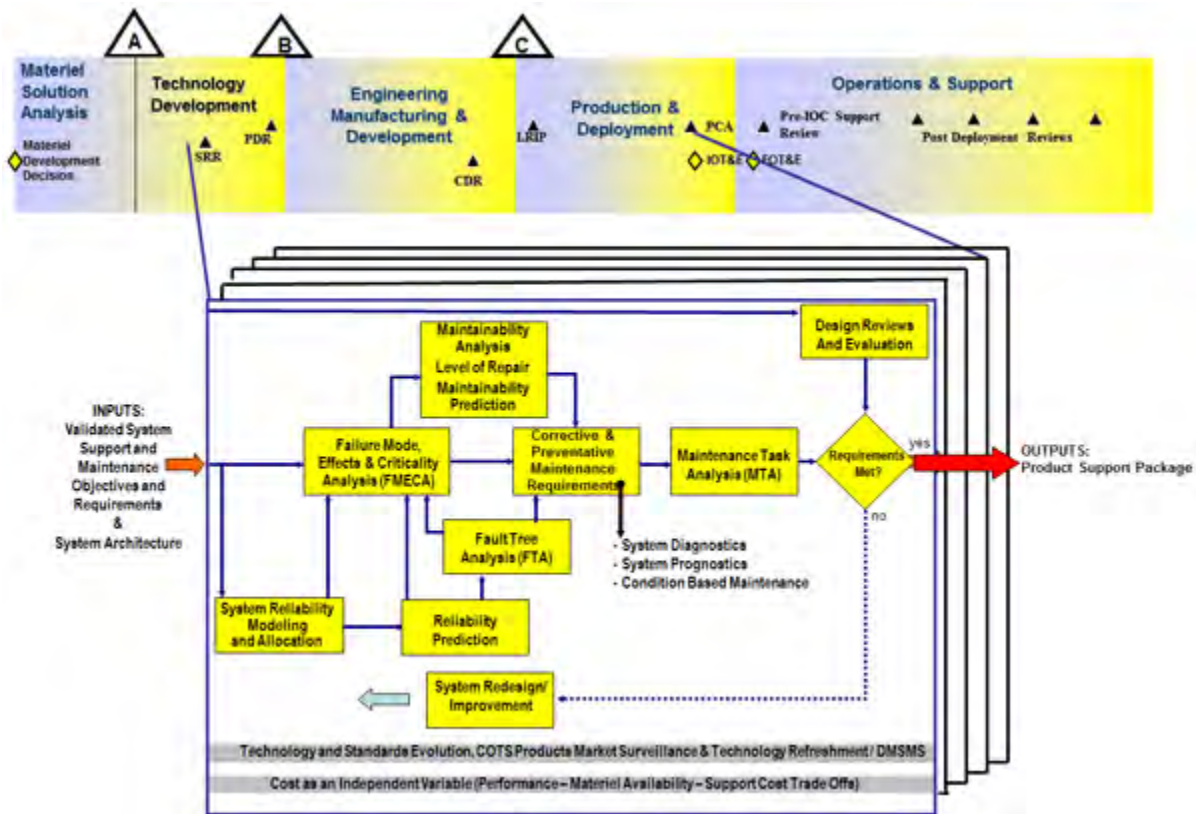 A
B
C
Materiel
Solution
Analysis
Materiel
Development
Decision
Technology
Development
SRR
PDR
Engineering
Manufacturing &
Development
CDR
LRIP
Production &
Deployment
PCA
IOT&E
FOT&E
Operations & Support
Pre-IOC Support
Review
Post Deployment Reviews
INPUTS:
Validated System
Support and
Maintenance
Objectives and
Requirements
&
System Architecture
Maintainability
Analysis
Level of Repair
Maintainability
Prediction
Design Reviews
And Evaluation
Failure Mode,
Effects & Criticality
Analysis (FMECA)
Corrective &
Preventative
Maintenance
Requirements
Maintenance Task
Analysis (MTA)
Requirements
Met?
yes
no
OUTPUTS:
Product Support Package
Fault Tree
Analysis (FTA)
- System Diagnostics
- System Prognostics
- Condition Based Maintenance
System Reliability
Modeling
and Allocation
Reliability
Prediction
System Redesign/
Improvement
Technology and Standards Evolution, COTS Products Market Surveillance & Technology Refreshment / DMSMS
Cost as an Independent Variable (Performance – Materiel Availability – Support Cost Trade Offs)